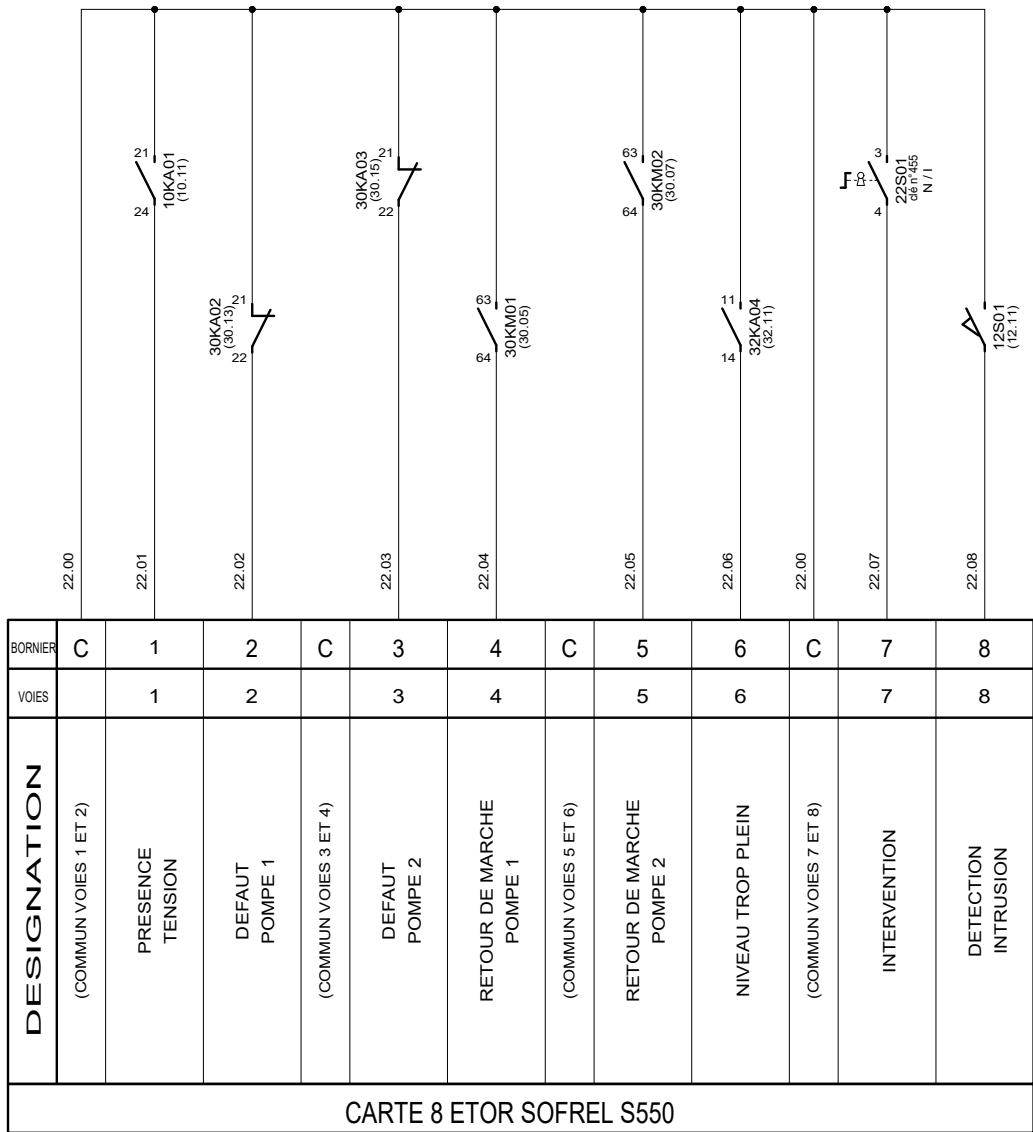 21
10KA01
(10.11)
24
21
30KA02
(30.13)
22
21
30KA03
(30.15)
22
63
30KM01
(30.05)
64
63
30KM02
(30.07)
64
11
32KA04
(32.11)
14
3
22S01
clé n°455
N / I
4
12S01
(12.11)
22.00
22.01
22.02
22.03
22.04
22.05
22.06
22.00
22.07
22.08
BORNIER C 1 2 C 3 4 C 5 6 C 7 8
VOIES 1 2 3 4 5 6 7 8
DESIGNATION
(COMMUN VOIES 1 ET 2)
PRESENCE
TENSION
DEFAUT
POMPE 1
(COMMUN VOIES 3 ET 4)
DEFAUT
POMPE 2
RETOUR DE MARCHE
POMPE 1
(COMMUN VOIES 5 ET 6)
RETOUR DE MARCHE
POMPE 2
NIVEAU TROP PLEIN
(COMMUN VOIES 7 ET 8)
INTERVENTION
DETECTION
INTRUSION
CARTE 8 ETOR SOFREL S550